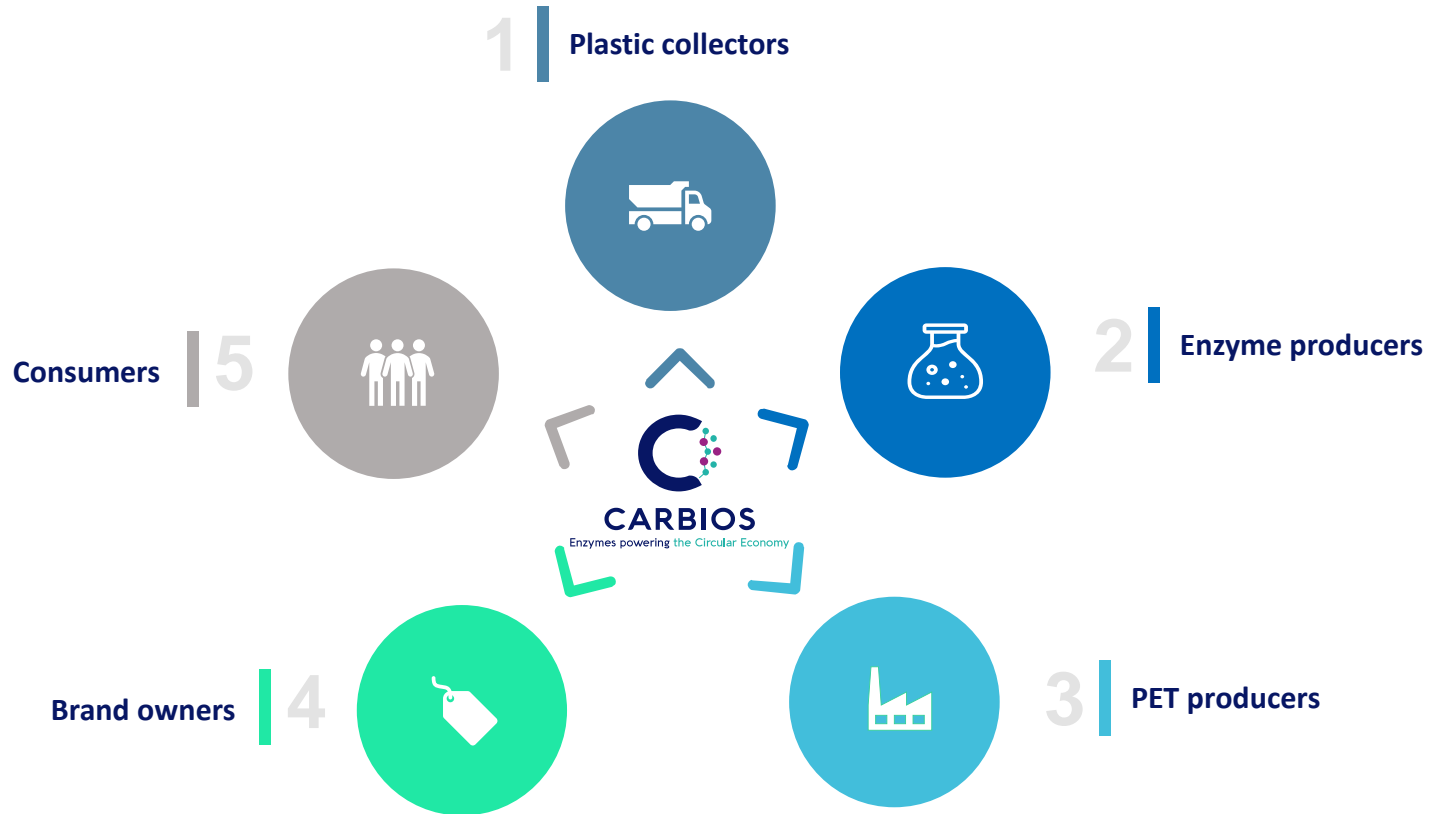 1
Plastic collectors
2
Enzyme producers
3
PET producers
4
Brand owners
5
Consumers
CARBIOS
Enzymes powering the Circular Economy